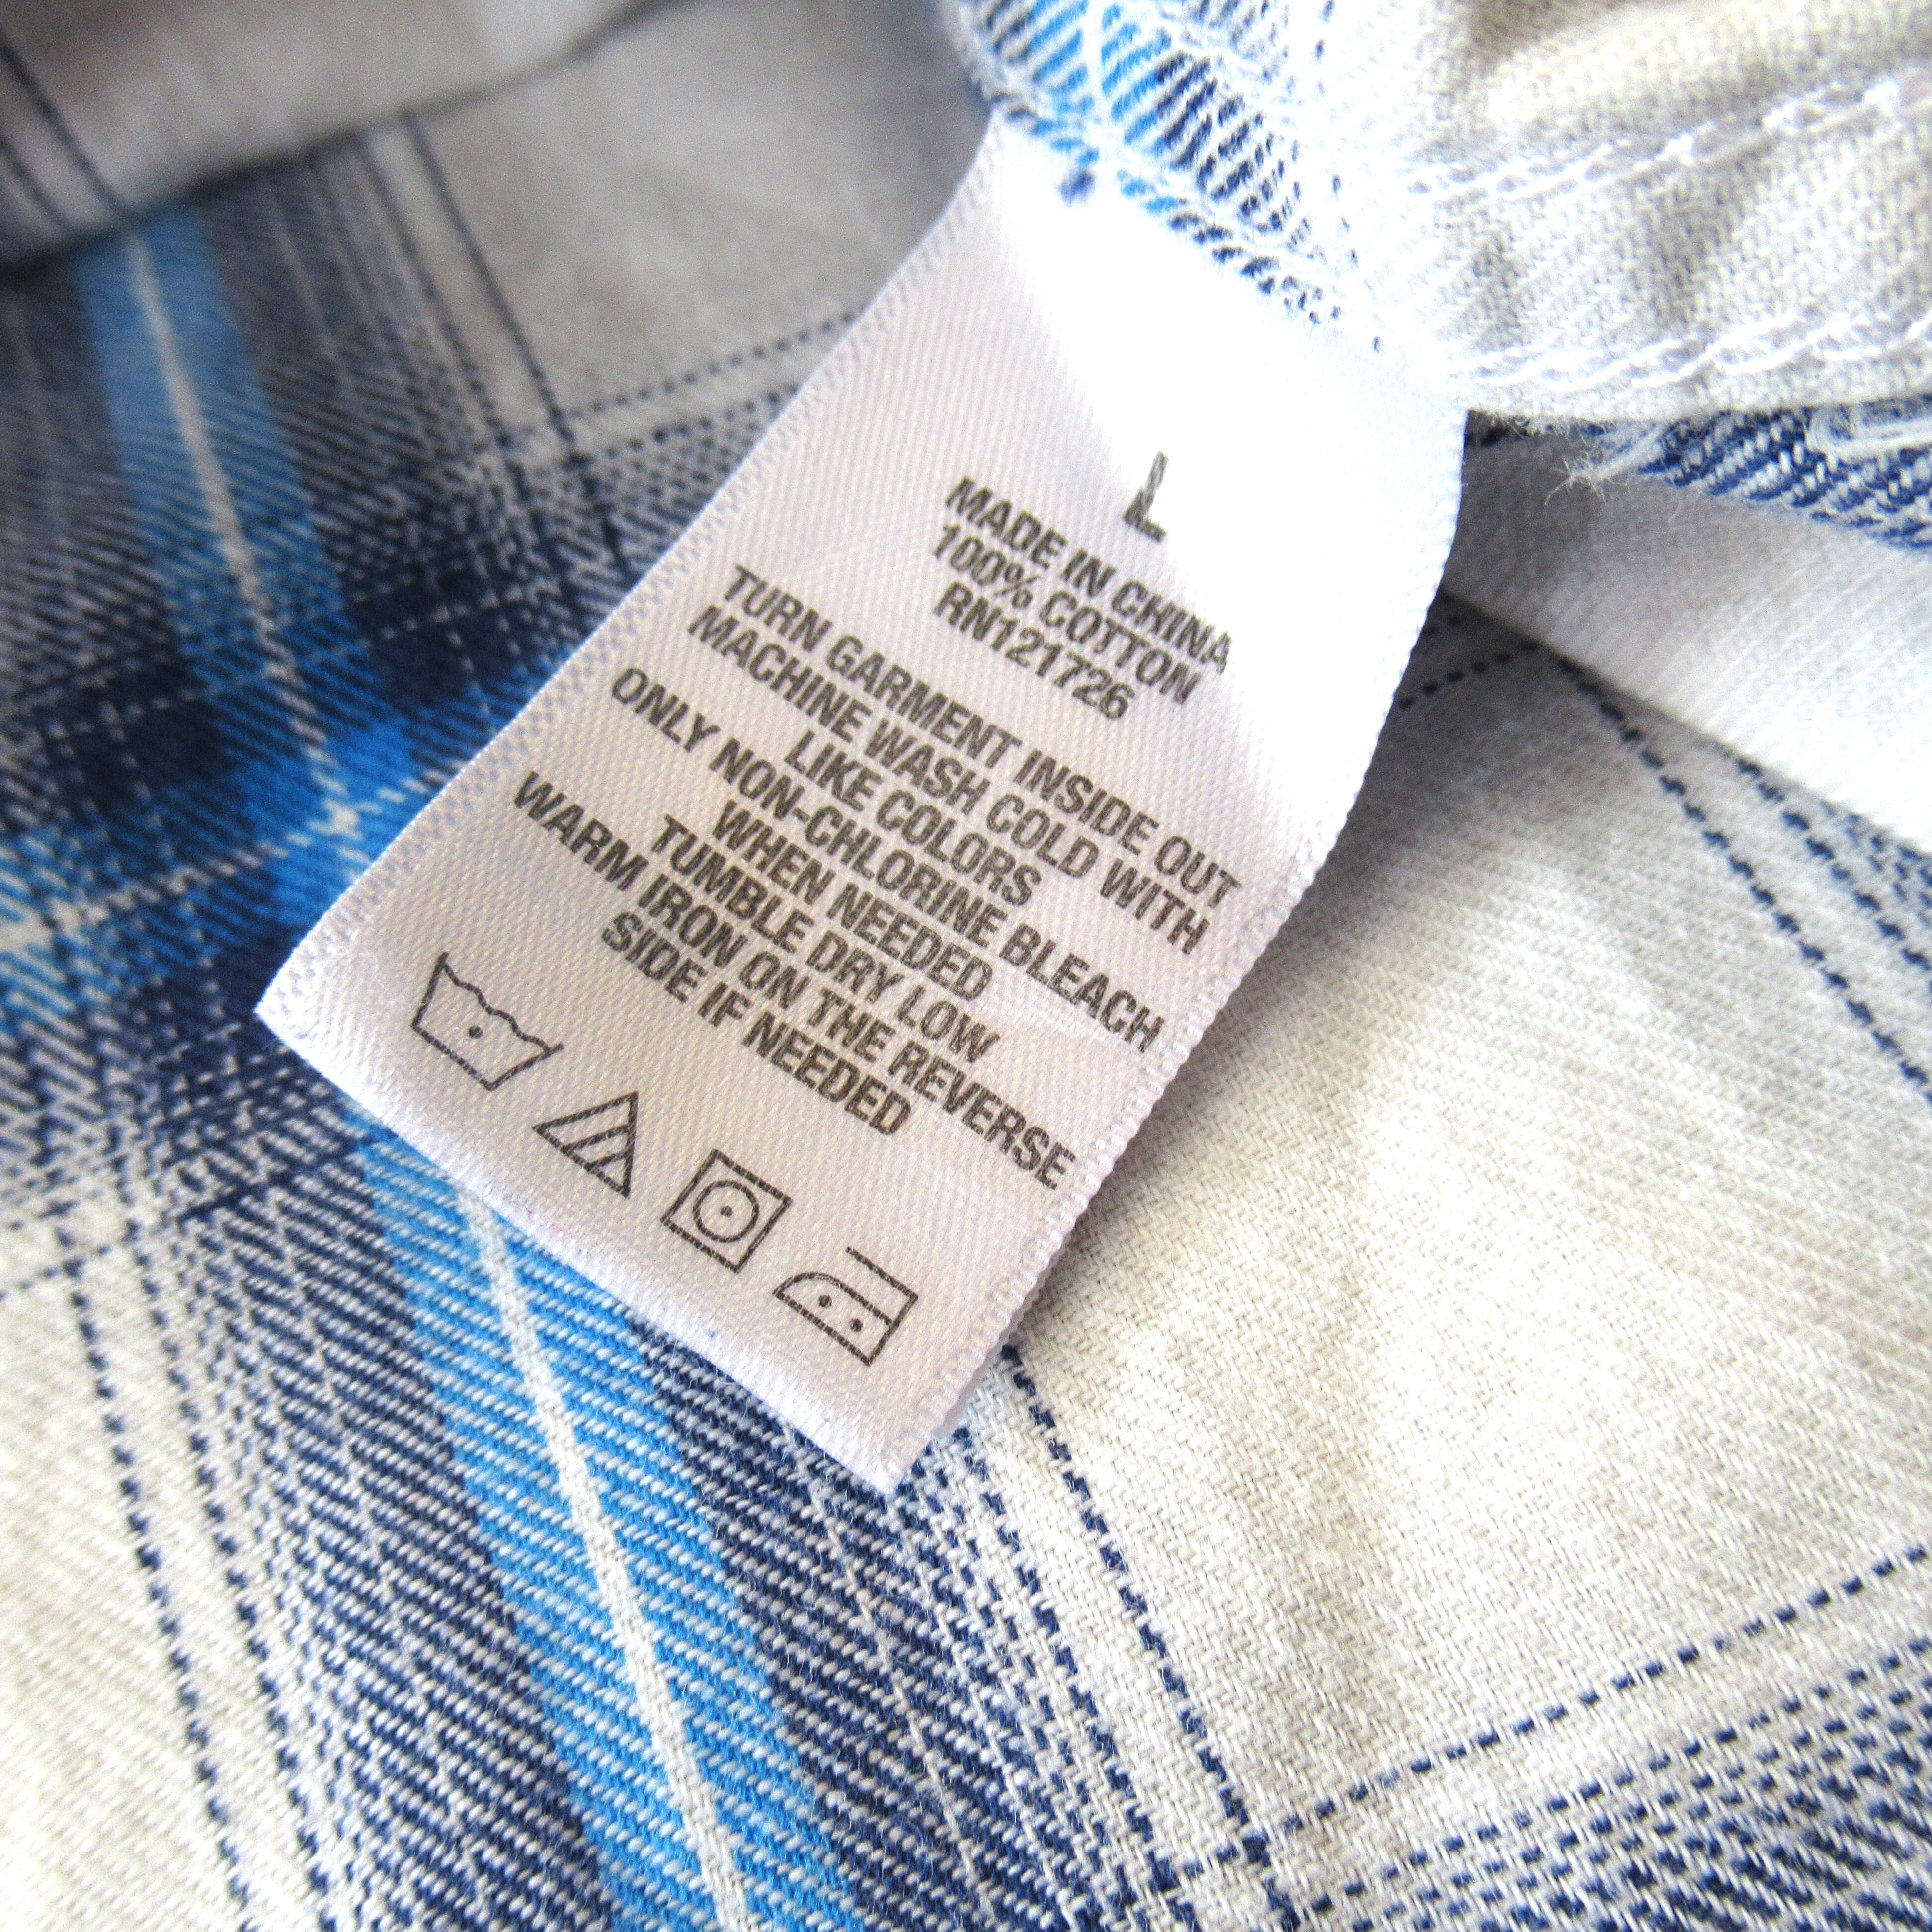 L
MADE IN CHINA
100% COTTON
RN121726
TURN GARMENT INSIDE OUT
MACHINE WASH COLD WITH
LIKE COLORS
ONLY NON-CHLORINE BLEACH
WHEN NEEDED
TUMBLE DRY LOW
WARM IRON ON THE REVERSE
SIDE IF NEEDED